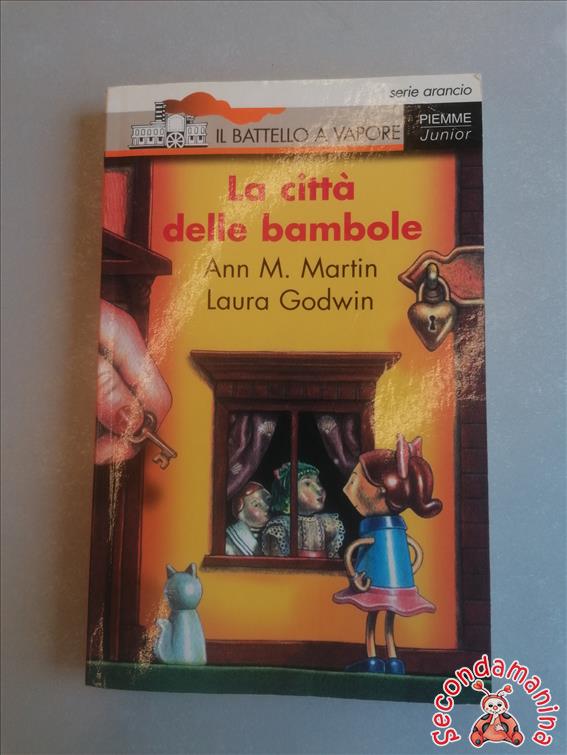 serie arancio
IL BATTELLO A VAPORE
PIEMME
Junior
La città
delle bambole
Ann M. Martin
Laura Godwin
Secondamanina